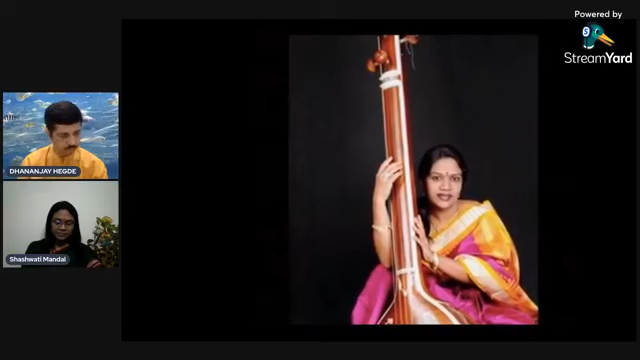 Powered by
S
StreamYard
DHANANJAY HEGDE
Shashwati Mandal